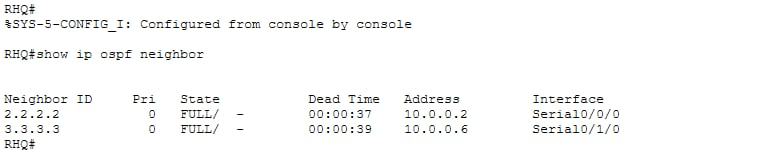 RHQ#
%SYS-5-CONFIG_I: Configured from console by console
RHQ#show ip ospf neighbor
Neighbor ID     Pri   State           Dead Time   Address         Interface
2.2.2.2           0   FULL/  -        00:00:37    10.0.0.2        Serial0/0/0
3.3.3.3           0   FULL/  -        00:00:39    10.0.0.6        Serial0/1/0
RHQ#